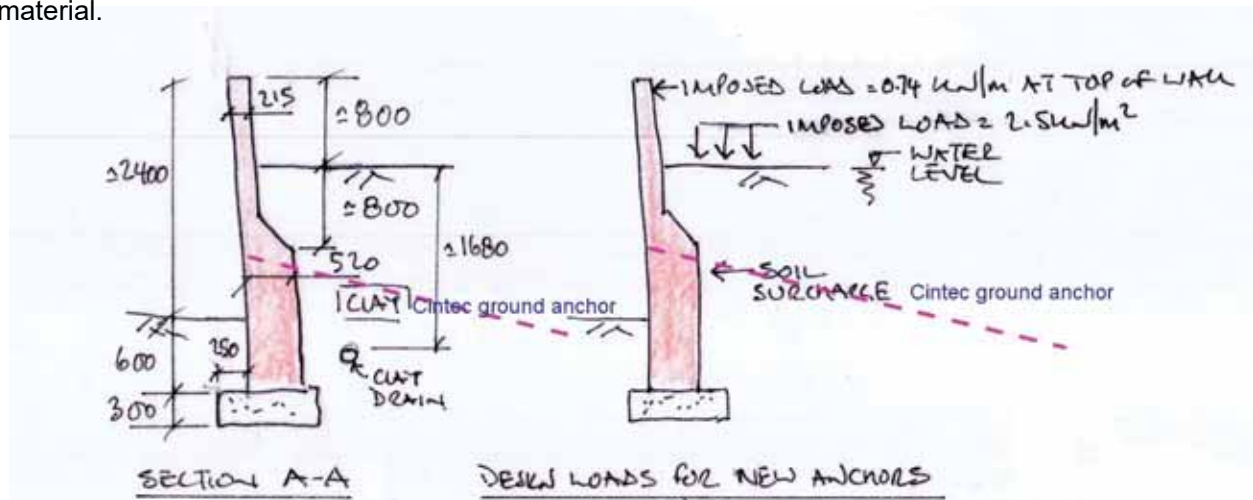 material.
215
≃800
≃2400
≃800
≃1680
520
CLAY
Cintec ground anchor
600
250
CLAY
DRAIN
300
SECTION A-A
IMPOSED LOAD = 0.74 kN/m AT TOP OF WALL
IMPOSED LOAD = 2.5kN/m²
WATER
LEVEL
SOIL
SURCHARGE
Cintec ground anchor
DESIGN LOADS FOR NEW ANCHORS